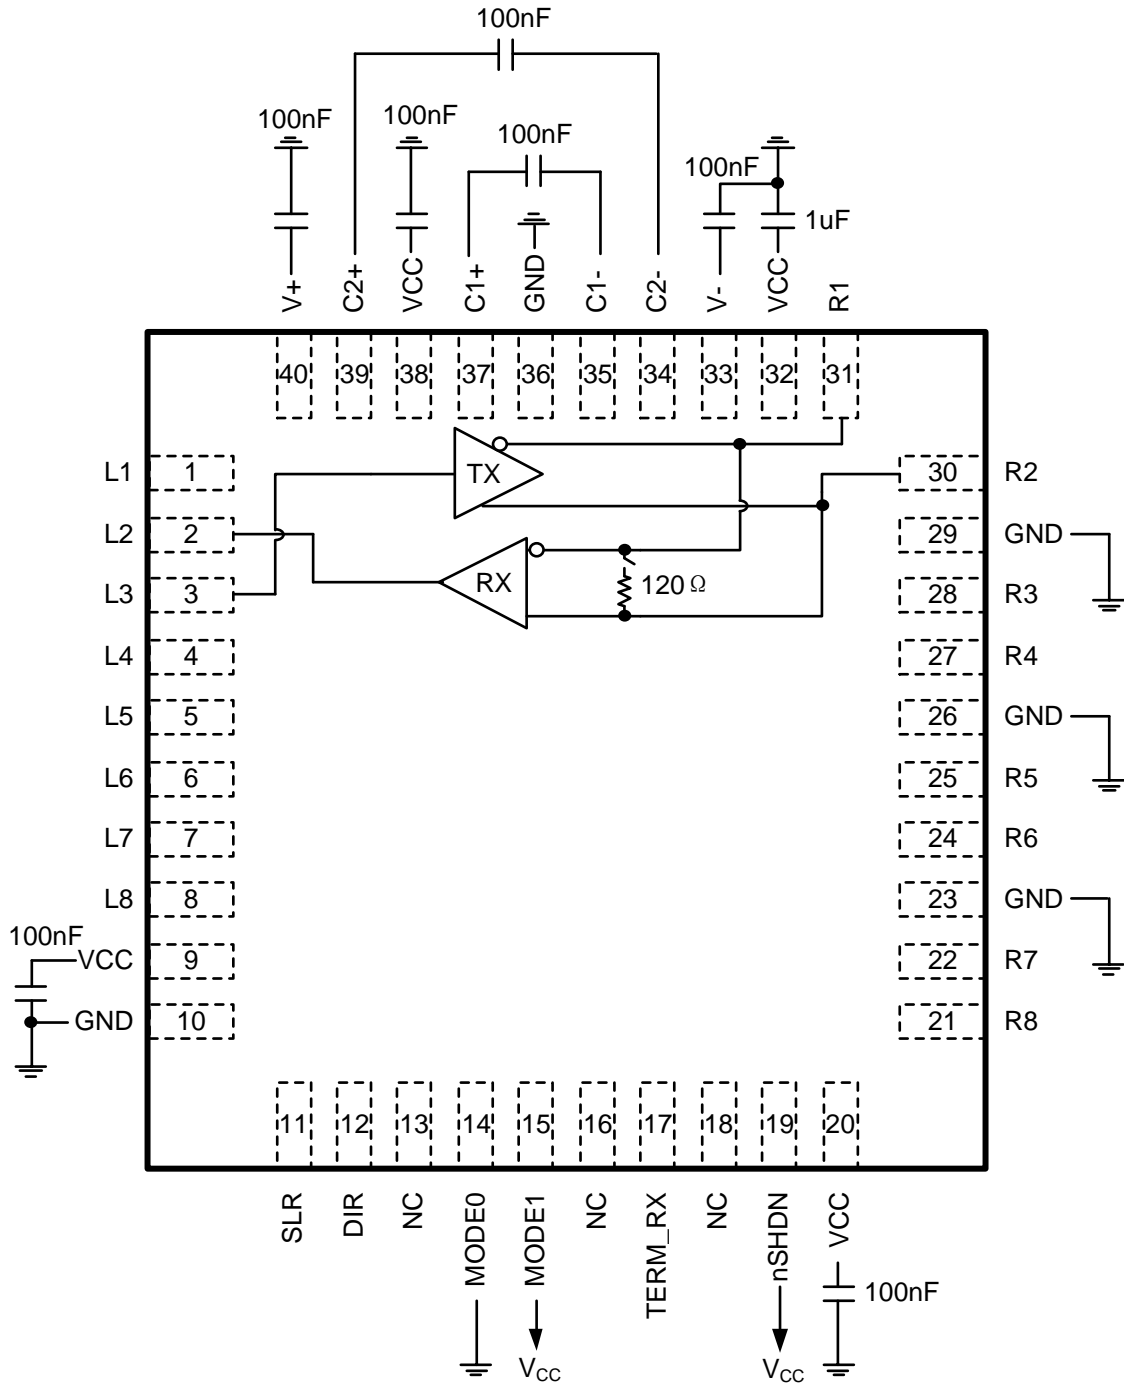 100nF
100nF
100nF
100nF
100nF
1uF
V+
C2+
VCC
C1+
GND
C1-
C2-
V-
VCC
R1
40
39
38
37
36
35
34
33
32
31
TX
L1
1
30
R2
L2
2
29
GND
RX
120Ω
L3
3
28
R3
L4
4
27
R4
L5
5
26
GND
L6
6
25
R5
L7
7
24
R6
L8
8
23
GND
100nF
VCC
9
22
R7
GND
10
21
R8
11
12
13
14
15
16
17
18
19
20
SLR
DIR
NC
MODE0
MODE1
NC
TERM_RX
NC
nSHDN
VCC
100nF
VCC
VCC